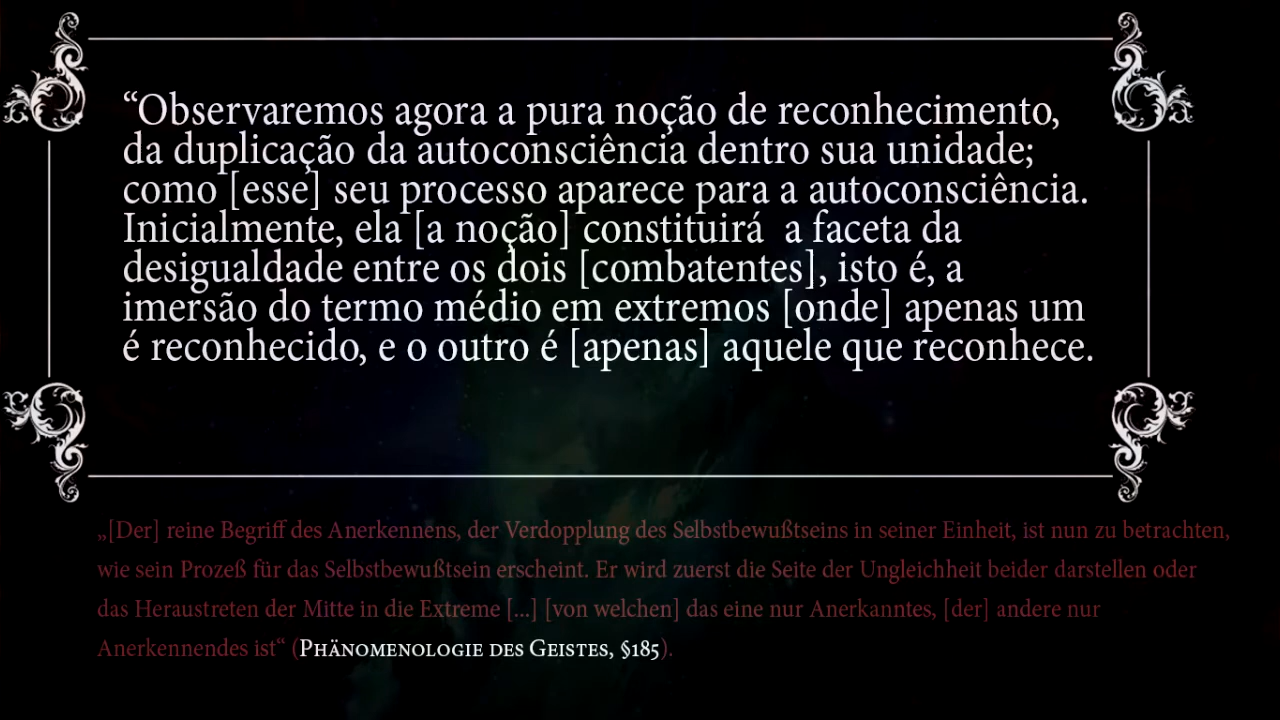 “Observaremos agora a pura noção de reconhecimento,
da duplicação da autoconsciência dentro sua unidade;
como [esse] seu processo aparece para a autoconsciência.
Inicialmente, ela [a noção] constituirá  a faceta da
desigualdade entre os dois [combatentes], isto é, a
imersão do termo médio em extremos [onde] apenas um
é reconhecido, e o outro é [apenas] aquele que reconhece.
„[Der] reine Begriff des Anerkennens, der Verdopplung des Selbstbewußtseins in seiner Einheit, ist nun zu betrachten,
wie sein Prozeß für das Selbstbewußtsein erscheint. Er wird zuerst die Seite der Ungleichheit beider darstellen oder
das Heraustreten der Mitte in die Extreme [...] [von welchen] das eine nur Anerkanntes, [der] andere nur
Anerkennendes ist“ (Phänomenologie des Geistes, §185).